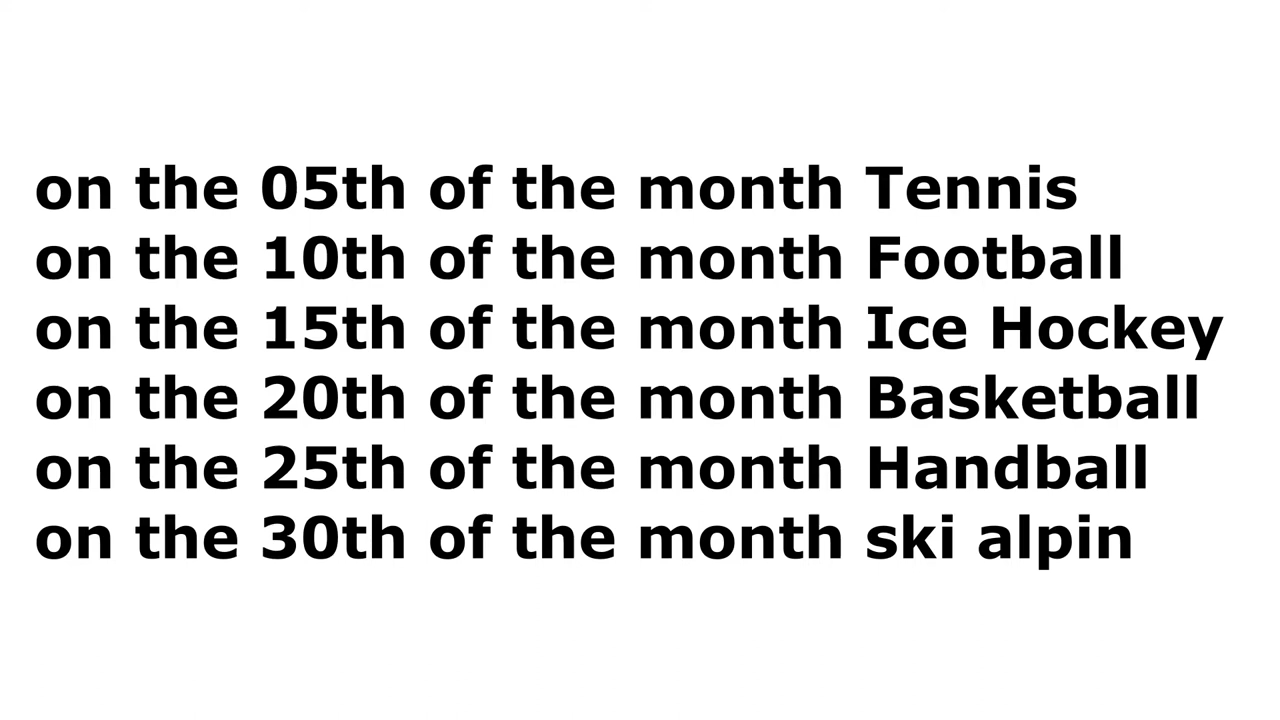 on the 05th of the month Tennis
on the 10th of the month Football
on the 15th of the month Ice Hockey
on the 20th of the month Basketball
on the 25th of the month Handball
on the 30th of the month ski alpin